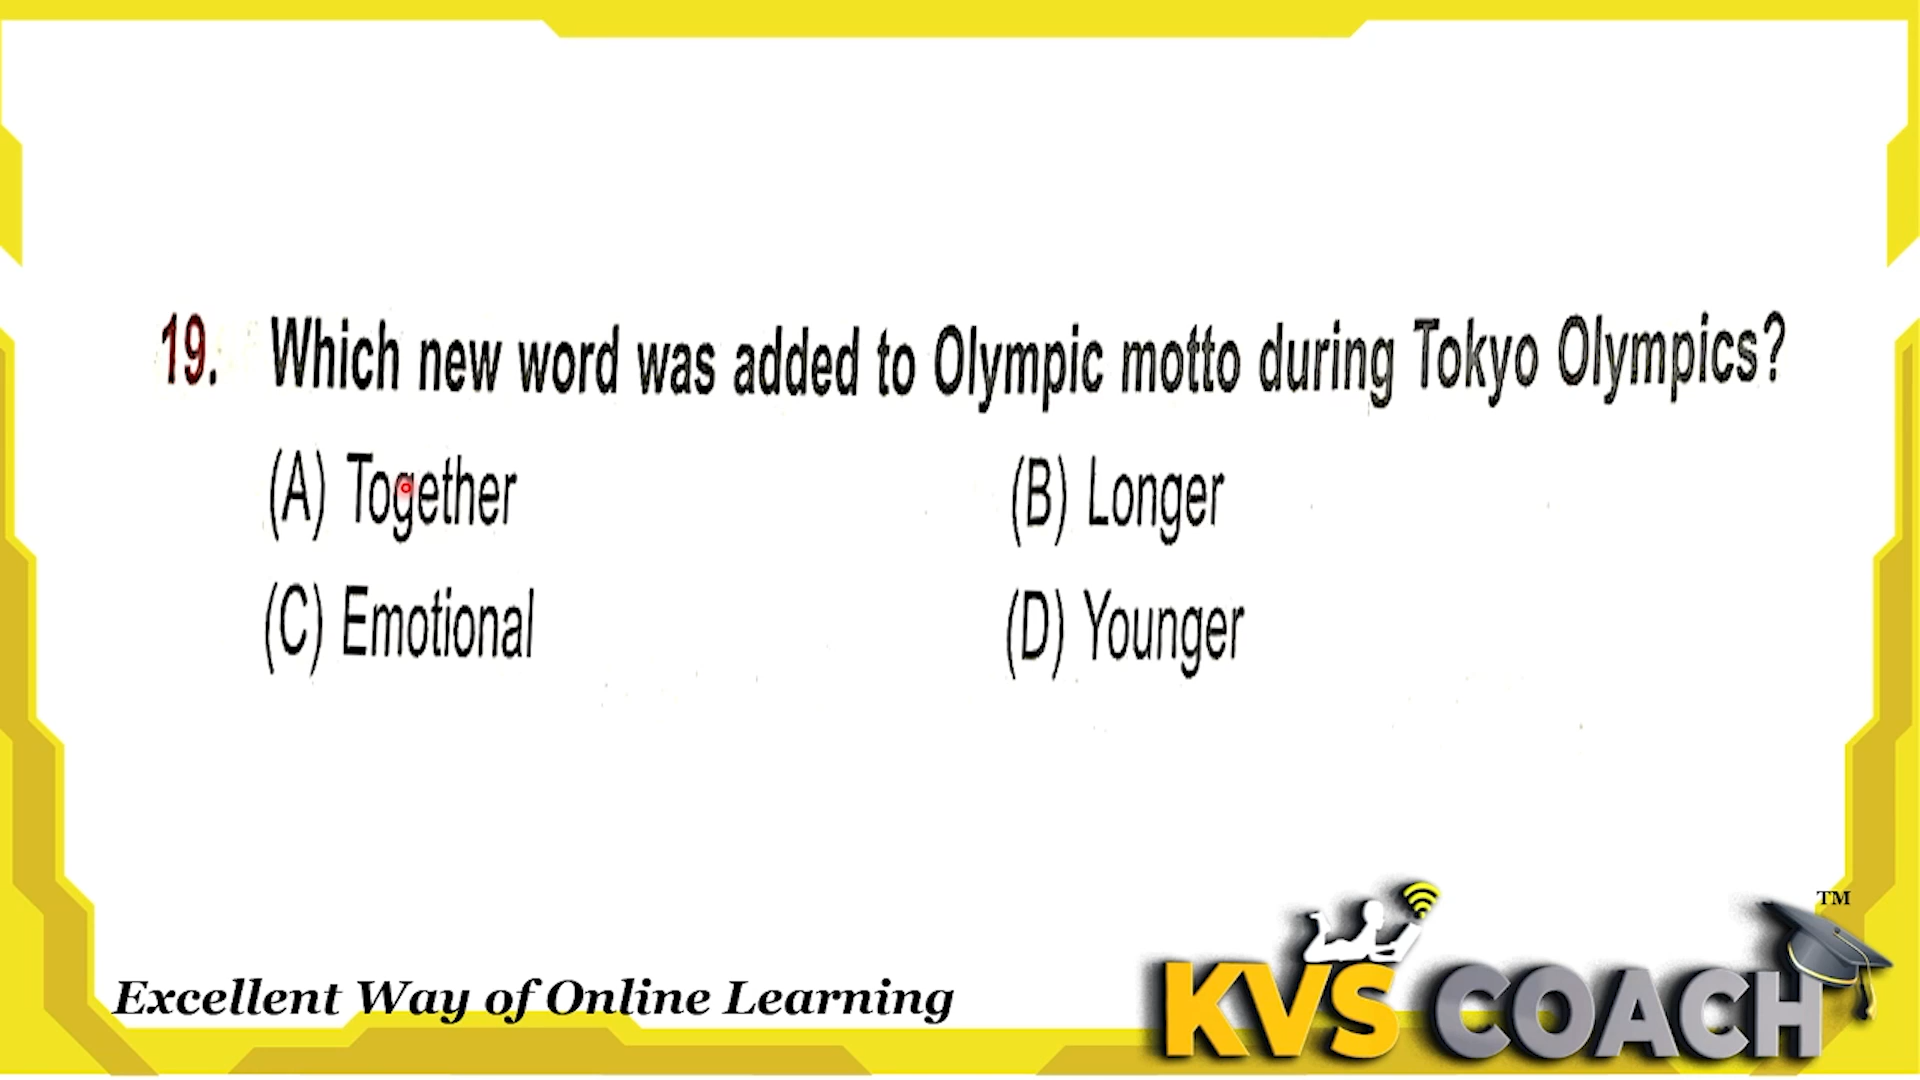 19. Which new word was added to Olympic motto during Tokyo Olympics?
(A) Together (B) Longer
(C) Emotional (D) Younger
TM
KVS COACH
Excellent Way of Online Learning